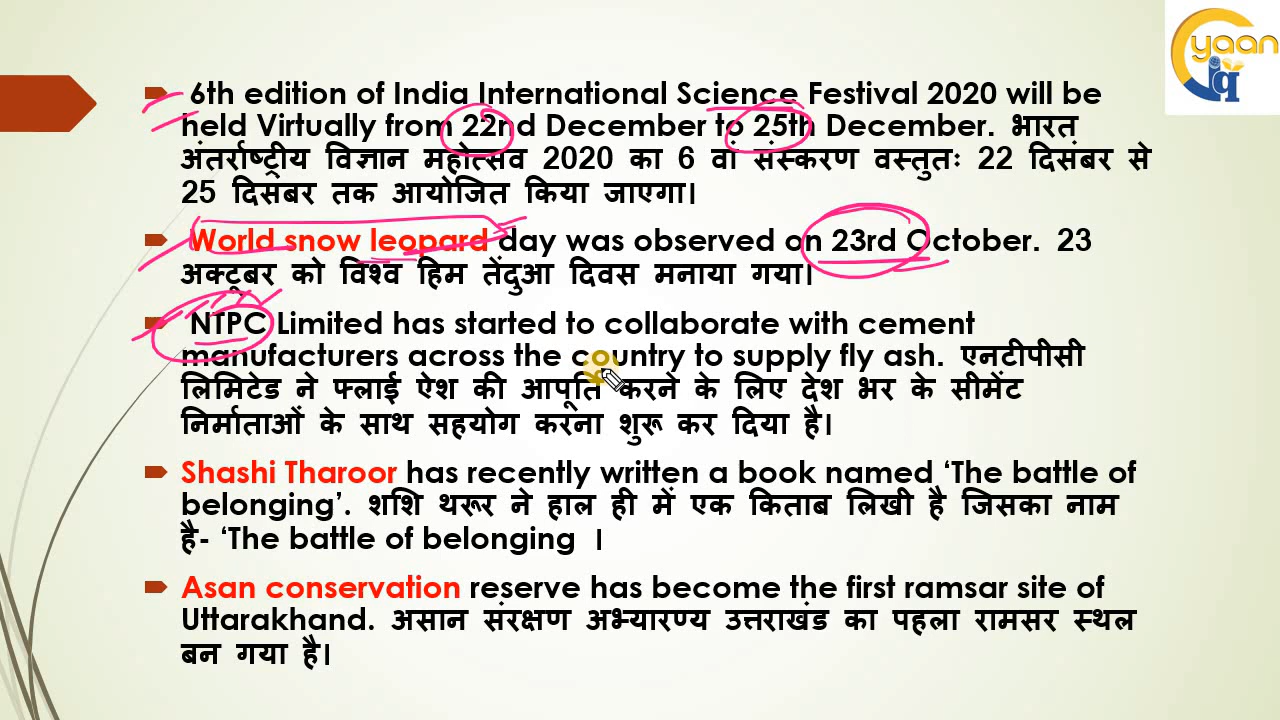 yaan
iq
6th edition of India International Science Festival 2020 will be
held Virtually from 22nd December to 25th December. भारत
अंतर्राष्ट्रीय विज्ञान महोत्सव 2020 का 6 वां संस्करण वस्तुतः 22 दिसंबर से
25 दिसंबर तक आयोजित किया जाएगा।
World snow leopard day was observed on 23rd October. 23
अक्टूबर को विश्व हिम तेंदुआ दिवस मनाया गया।
NTPC Limited has started to collaborate with cement
manufacturers across the country to supply fly ash. एनटीपीसी
लिमिटेड ने फ्लाई ऐश की आपूर्ति करने के लिए देश भर के सीमेंट
निर्माताओं के साथ सहयोग करना शुरू कर दिया है।
Shashi Tharoor has recently written a book named ‘The battle of
belonging’. शशि थरूर ने हाल ही में एक किताब लिखी है जिसका नाम
है- ‘The battle of belonging ।
Asan conservation reserve has become the first ramsar site of
Uttarakhand. असान संरक्षण अभ्यारण्य उत्तराखंड का पहला रामसर स्थल
बन गया है।